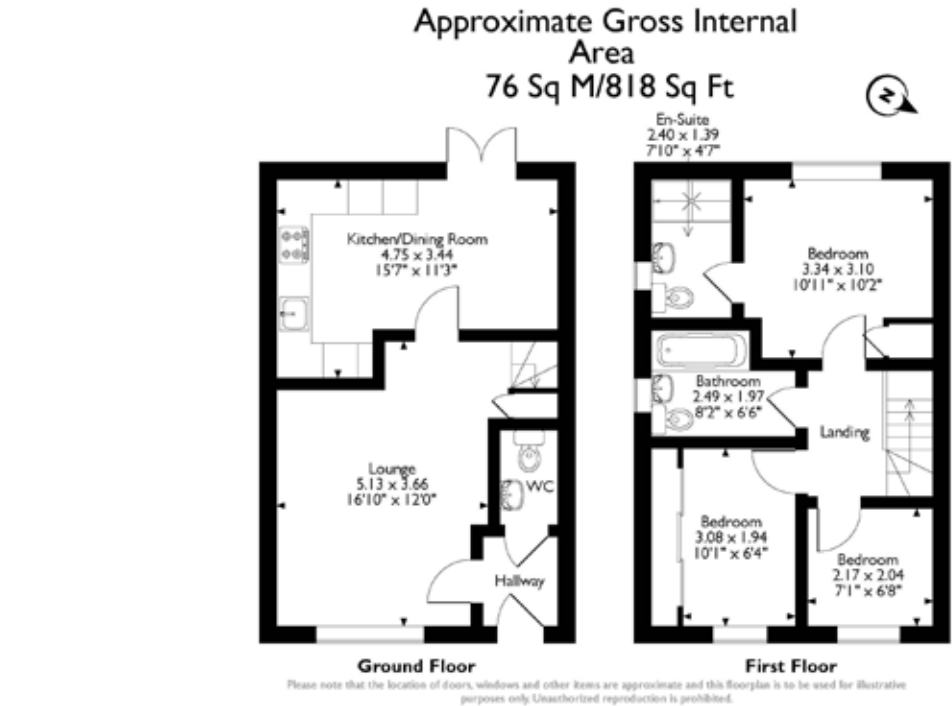 Approximate Gross Internal
Area
76 Sq M/818 Sq Ft
N
En-Suite
2.40 x 1.39
7'10" x 4'7"
Kitchen/Dining Room
4.75 x 3.44
15'7" x 11'3"
Bedroom
3.34 x 3.10
10'11" x 10'2"
Bathroom
2.49 x 1.97
8'2" x 6'6"
Landing
Lounge
5.13 x 3.66
16'10" x 12'0"
WC
Hallway
Bedroom
3.08 x 1.94
10'1" x 6'4"
Bedroom
2.17 x 2.04
7'1" x 6'8"
Ground Floor
First Floor
Please note that the location of doors, windows and other items are approximate and this floorplan is to be used for illustrative
purposes only. Unauthorized reproduction is prohibited.